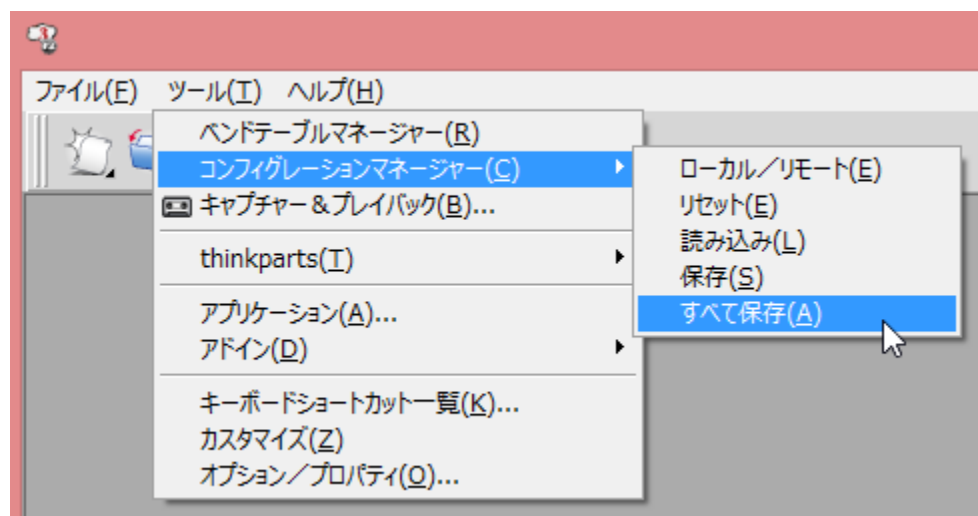 ファイル(F) ツール(T) ヘルプ(H)
ベンドテーブルマネージャー(R)
コンフィグレーションマネージャー(C)
キャプチャー＆プレイバック(B)...
thinkparts(T)
アプリケーション(A)...
アドイン(D)
キーボードショートカット一覧(K)...
カスタマイズ(Z)
オプション／プロパティ(O)...
ローカル／リモート(E)
リセット(E)
読み込み(L)
保存(S)
すべて保存(A)